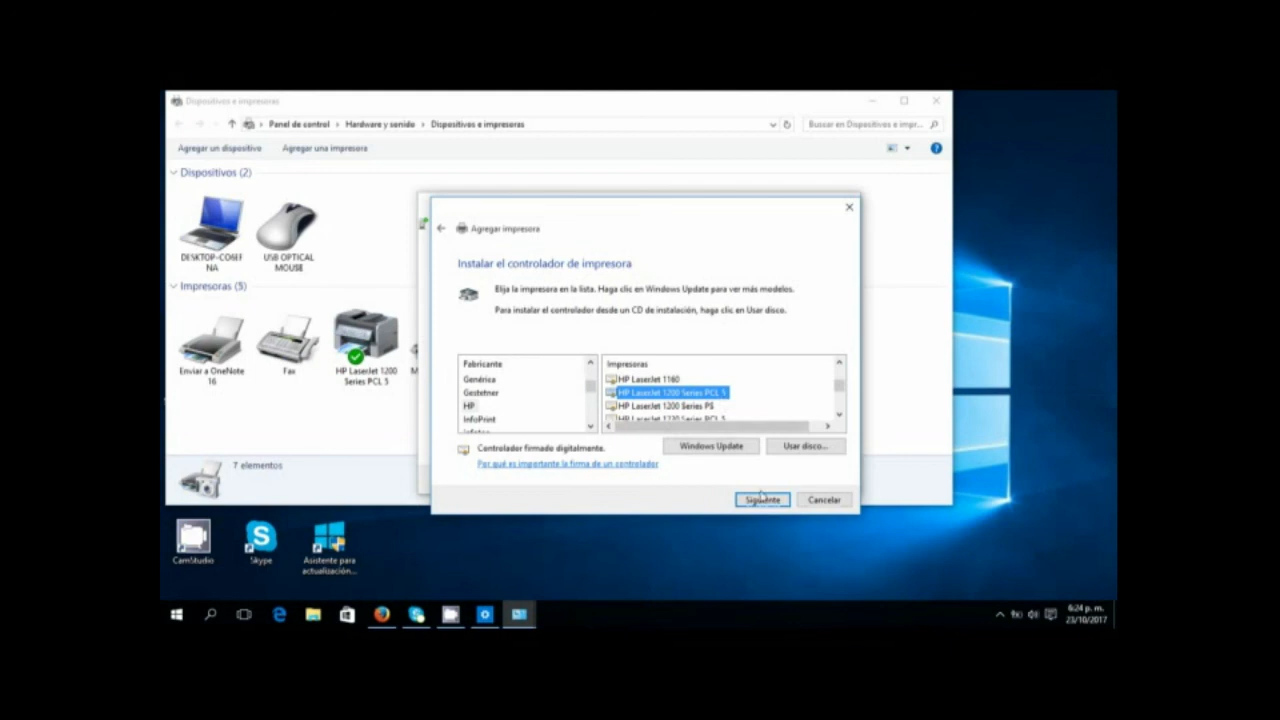 Dispositivos e impresoras
Panel de control > Hardware y sonido > Dispositivos e impresoras
Buscar en Dispositivos e impr...
Agregar un dispositivo
Agregar una impresora
Dispositivos (2)
USB OPTICAL
MOUSE
Impresoras (5)
Enviar a OneNote
16
Fax
HP LaserJet 1200
Series PCL 5
7 elementos
Agregar impresora
Instalar el controlador de impresora
Elija la impresora en la lista. Haga clic en Windows Update para ver más modelos.
Para instalar el controlador desde un CD de instalación, haga clic en Usar disco.
Fabricante
Genérica
Gestetner
HP
InfoPrint
Impresoras
HP LaserJet 1160
HP LaserJet 1200 Series PCL 5
HP LaserJet 1200 Series PS
HP LaserJet 1220 Series PCL 5
Controlador firmado digitalmente.
Por qué es importante la firma de un controlador
Windows Update
Usar disco...
Siguiente
Cancelar
CamStudio
Skype
Asistente para
actualización...
6:24 p. m.
23/10/2017